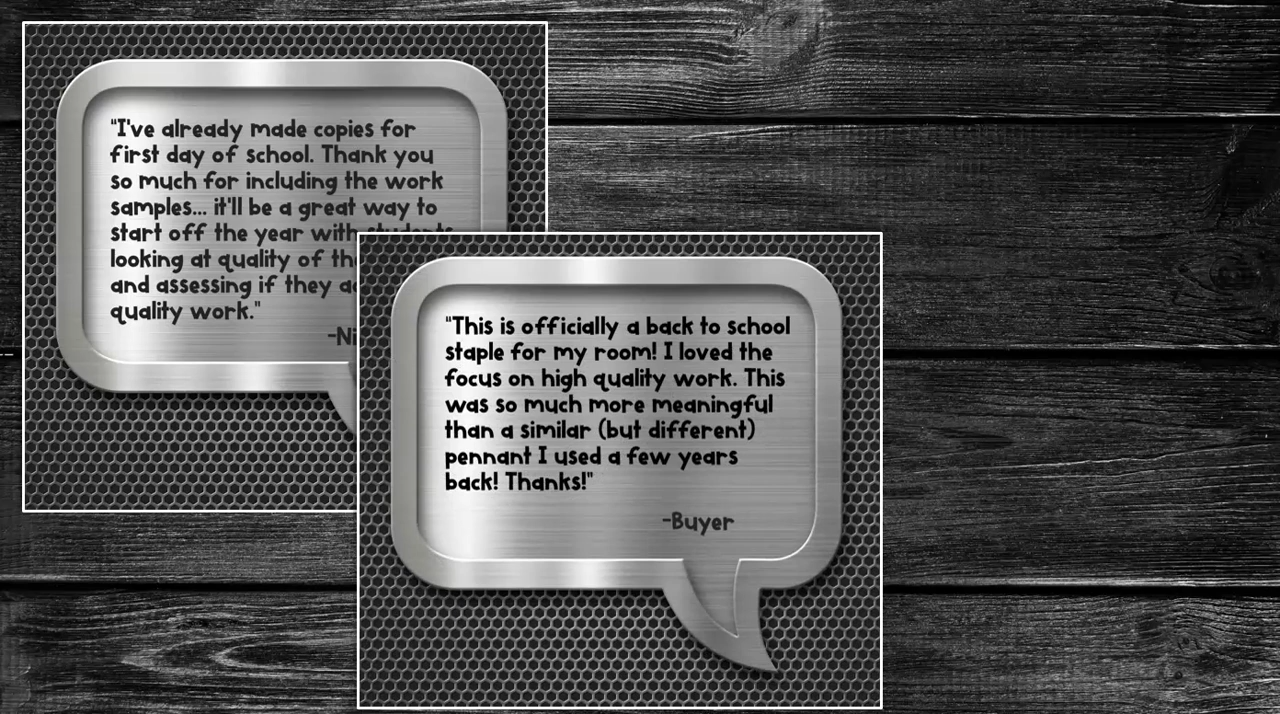 "I've already made copies for
first day of school. Thank you
so much for including the work
samples... it'll be a great way to
start off the year with students
looking at quality of
and assessing if they
quality work."
"This is officially a back to school
staple for my room! I loved the
focus on high quality work. This
was so much more meaningful
than a similar (but different)
pennant I used a few years
back! Thanks!"
-Buyer